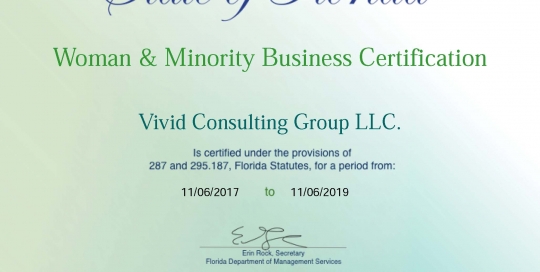 State of Florida
Woman & Minority Business Certification
Vivid Consulting Group LLC.
Is certified under the provisions of
287 and 295.187, Florida Statutes, for a period from:
11/06/2017 to 11/06/2019
Erin Rock, Secretary
Florida Department of Management Services